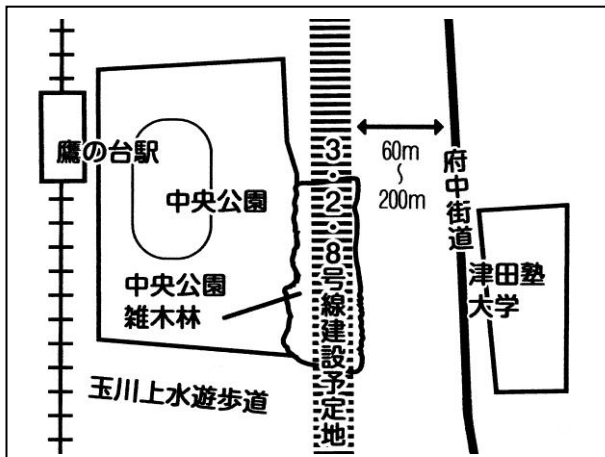 鷹の台駅
中央公園
中央公園
雑木林
玉川上水遊歩道
3・2・8号線建設予定地
60m
〜
200m
府中街道
津田塾
大学